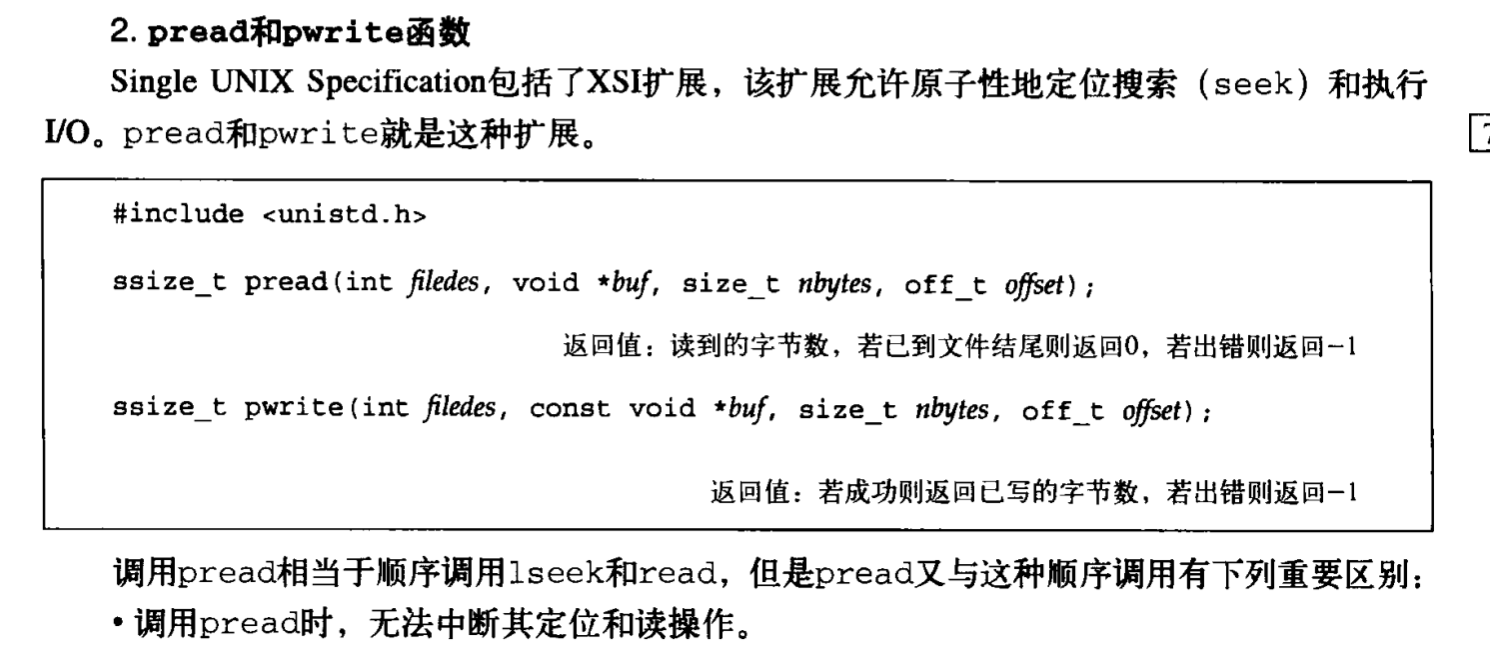 2. pread和pwrite函数
Single UNIX Specification包括了XSI扩展，该扩展允许原子性地定位搜索（seek）和执行
I/O。pread和pwrite就是这种扩展。
#include <unistd.h>
ssize_t pread(int filedes, void *buf, size_t nbytes, off_t offset);
返回值：读到的字节数，若已到文件结尾则返回0，若出错则返回−1
ssize_t pwrite(int filedes, const void *buf, size_t nbytes, off_t offset);
返回值：若成功则返回已写的字节数，若出错则返回−1
调用pread相当于顺序调用lseek和read，但是pread又与这种顺序调用有下列重要区别：
• 调用pread时，无法中断其定位和读操作。